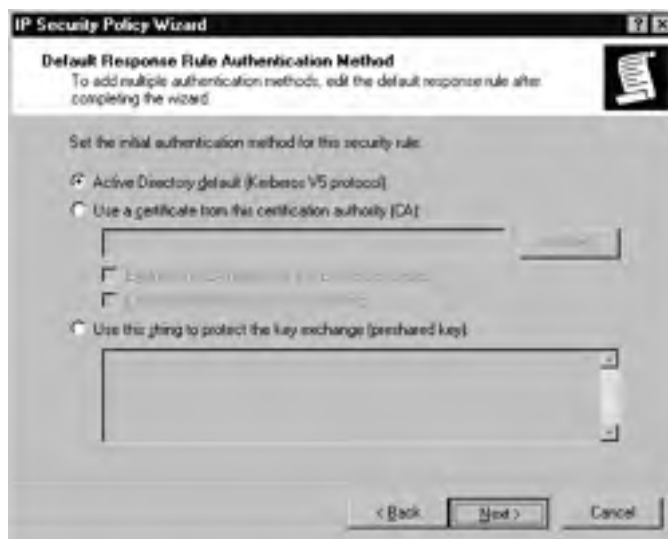 IP Security Policy Wizard
Default Response Rule Authentication Method
To add multiple authentication methods, edit the default response rule after
completing the wizard.
Set the initial authentication method for this security rule:
Active Directory default (Kerberos V5 protocol)
Use a certificate from this certification authority (CA):
Use this string to protect the key exchange (preshared key):
< Back
Next >
Cancel